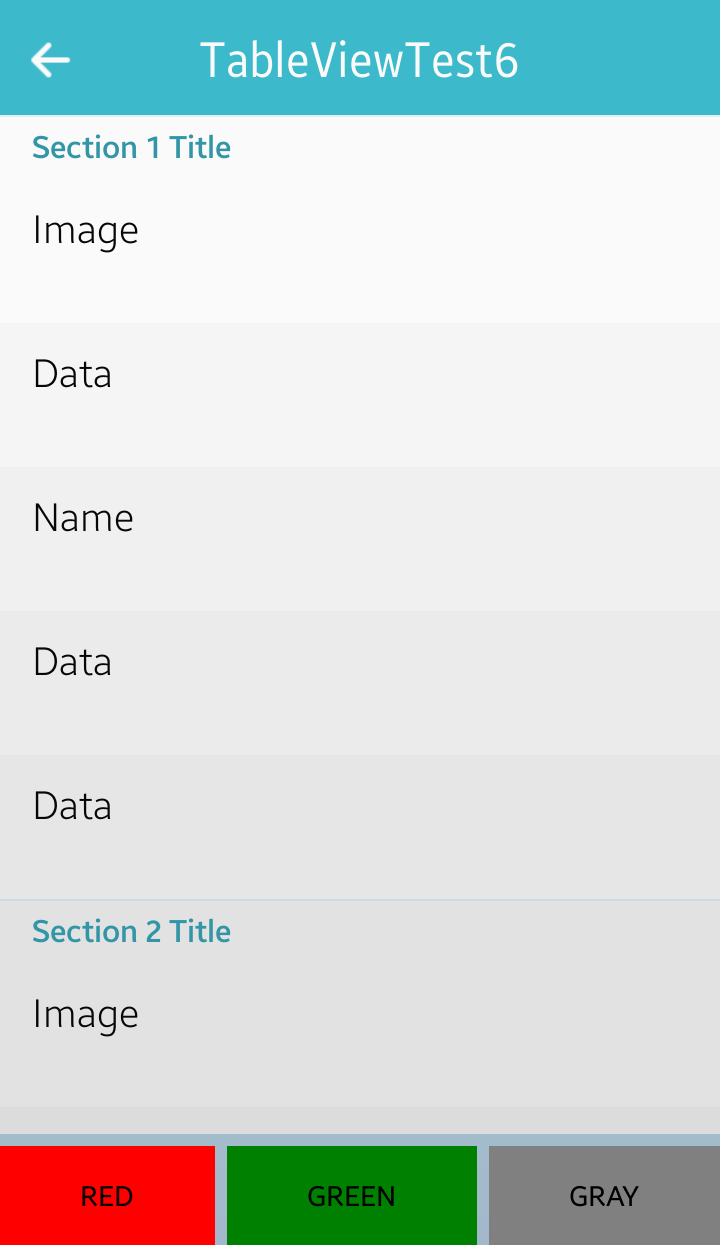 TableViewTest6
Section 1 Title
Image
Data
Name
Data
Data
Section 2 Title
Image
RED GREEN GRAY